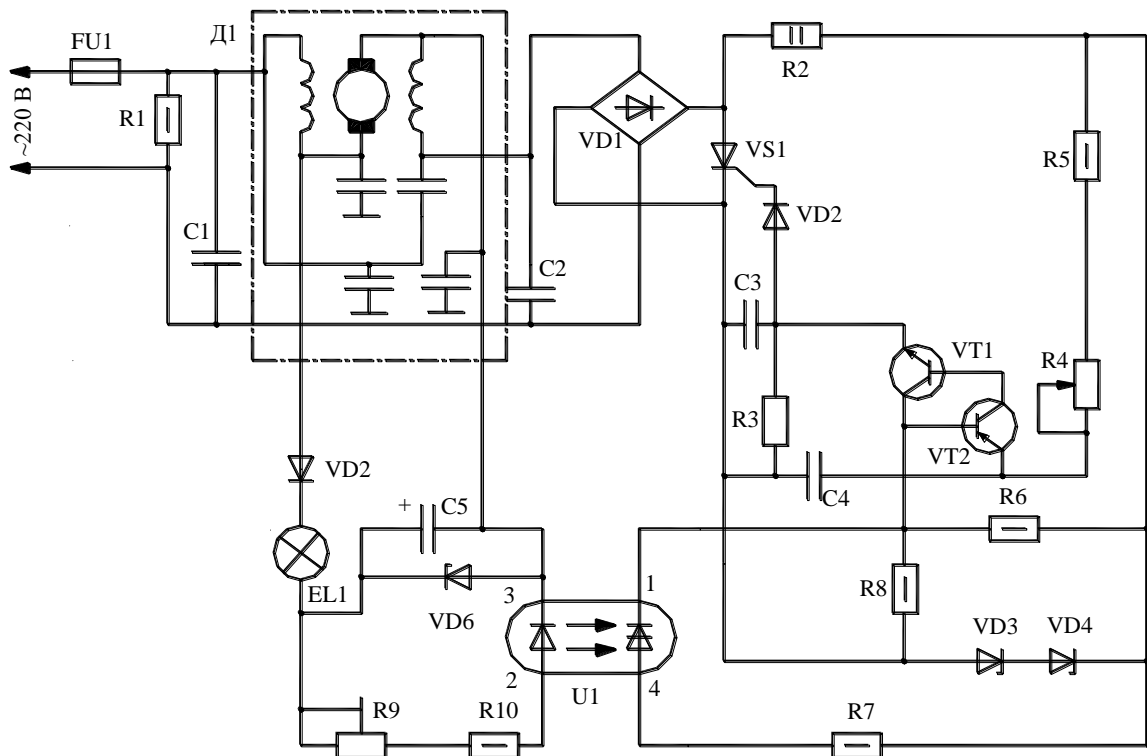 FU1
Д1
R2
~220 В
R1
VD1
VS1
R5
VD2
C1
C2
C3
VT1
R4
R3
VT2
VD2
C5
+
C4
R6
EL1
VD6
3
1
R8
VD3
VD4
2
U1
4
R9
R10
R7